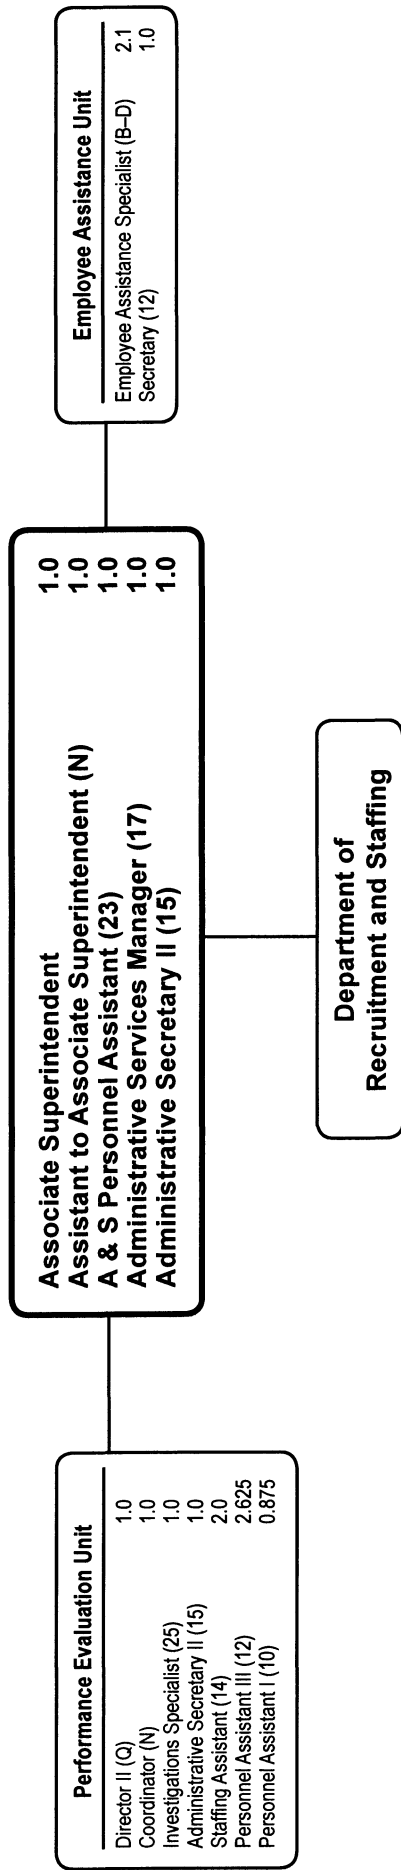 Associate Superintendent 1.0
Assistant to Associate Superintendent (N) 1.0
A & S Personnel Assistant (23) 1.0
Administrative Services Manager (17) 1.0
Administrative Secretary II (15) 1.0
Performance Evaluation Unit
Director II (Q) 1.0
Coordinator (N) 1.0
Investigations Specialist (25) 1.0
Administrative Secretary II (15) 1.0
Staffing Assistant (14) 2.0
Personnel Assistant III (12) 2.625
Personnel Assistant I (10) 0.875
Employee Assistance Unit
Employee Assistance Specialist (B–D) 2.1
Secretary (12) 1.0
Department of
Recruitment and Staffing